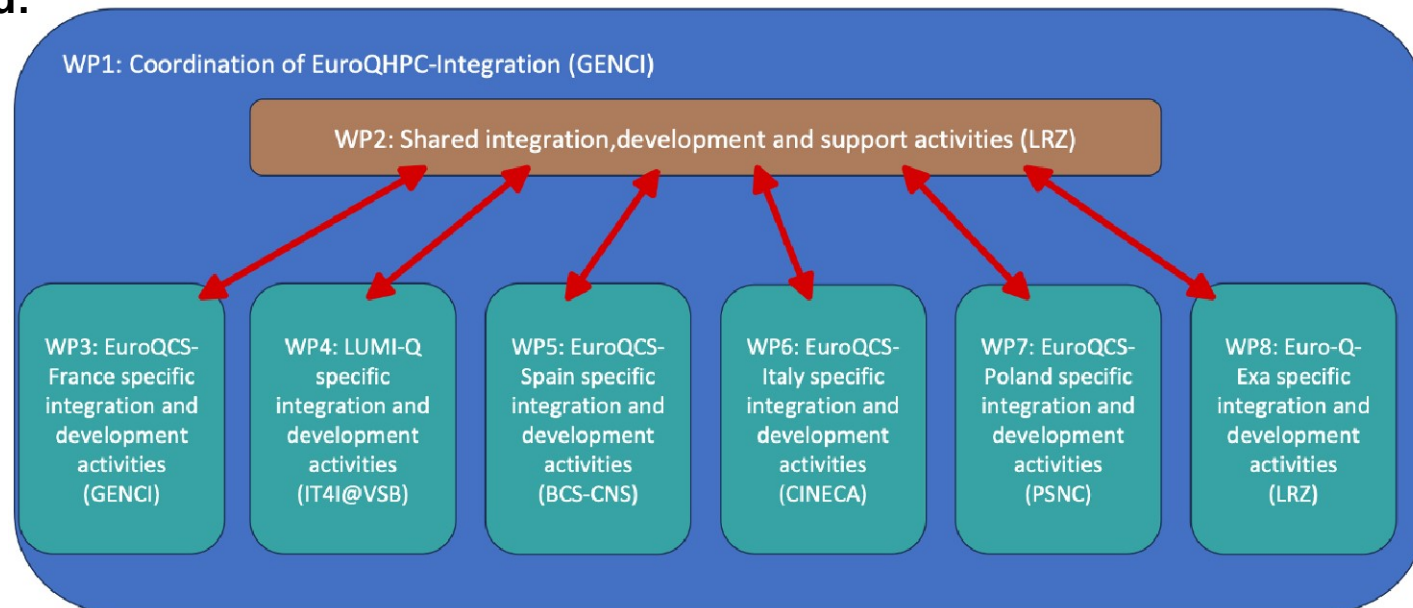 d.
WP1: Coordination of EuroQHPC-Integration (GENCI)
WP2: Shared integration,development and support activities (LRZ)
WP3: EuroQCS-
France specific
integration and
development
activities
(GENCI)
WP4: LUMI-Q
specific
integration and
development
activities
(IT4I@VSB)
WP5: EuroQCS-
Spain specific
integration and
development
activities
(BCS-CNS)
WP6: EuroQCS-
Italy specific
integration and
development
activities
(CINECA)
WP7: EuroQCS-
Poland specific
integration and
development
activities
(PSNC)
WP8: Euro-Q-
Exa specific
integration and
development
activities
(LRZ)